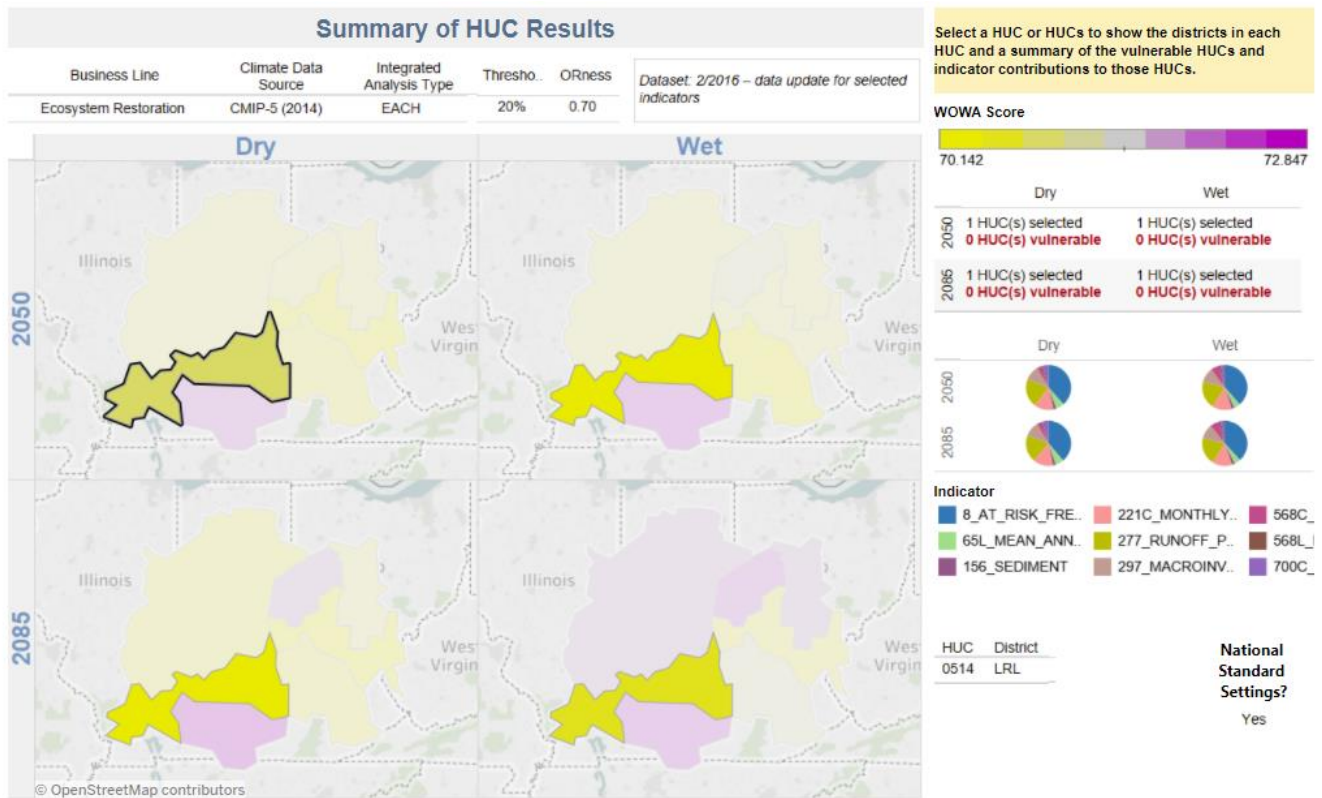 Summary of HUC Results
Business Line
Climate Data
Source
Integrated
Analysis Type
Thresho..
ORness
Ecosystem Restoration
CMIP-5 (2014)
EACH
20%
0.70
Dataset: 2/2016 – data update for selected
indicators
Dry
Wet
2050
Illinois
West
Virgin
Illinois
West
Virgin
2085
Illinois
West
Virgin
Illinois
West
Virgin
© OpenStreetMap contributors
Select a HUC or HUCs to show the districts in each
HUC and a summary of the vulnerable HUCs and
indicator contributions to those HUCs.
WOWA Score
70.142
72.847
Dry
Wet
2050
1 HUC(s) selected
0 HUC(s) vulnerable
1 HUC(s) selected
0 HUC(s) vulnerable
2085
1 HUC(s) selected
0 HUC(s) vulnerable
1 HUC(s) selected
0 HUC(s) vulnerable
Dry
Wet
2050
2085
Indicator
8_AT_RISK_FRE..
221C_MONTHLY..
568C_
65L_MEAN_ANN..
277_RUNOFF_P..
568L_
156_SEDIMENT
297_MACROINV..
700C_
HUC
District
0514
LRL
National
Standard
Settings?
Yes